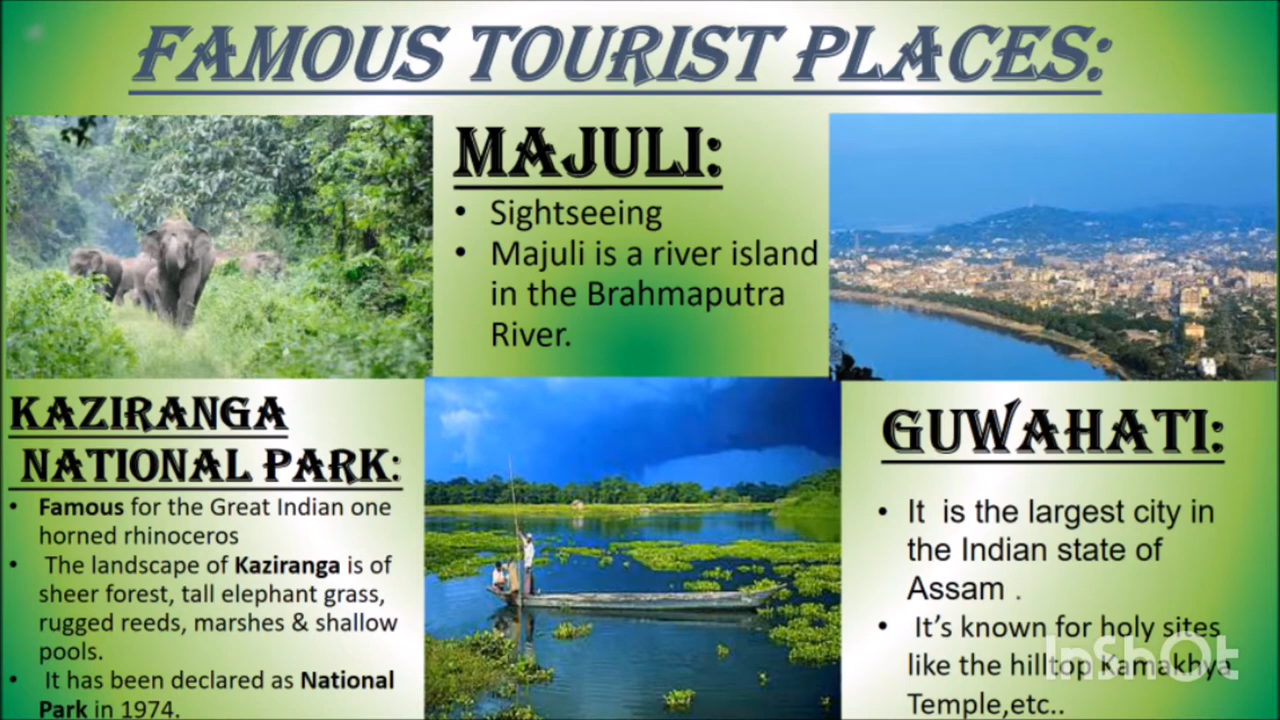 FAMOUS TOURIST PLACES:
MAJULI:
• Sightseeing
• Majuli is a river island
in the Brahmaputra
River.
KAZIRANGA
NATIONAL PARK:
• Famous for the Great Indian one
horned rhinoceros
• The landscape of Kaziranga is of
sheer forest, tall elephant grass,
rugged reeds, marshes & shallow
pools.
• It has been declared as National
Park in 1974.
GUWAHATI:
• It is the largest city in
the Indian state of
Assam .
• It’s known for holy sites
like the hilltop Kamakhya
Temple,etc..
InShOt